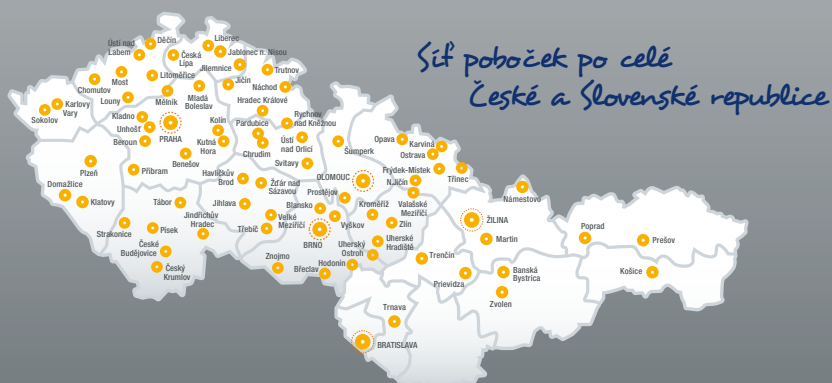 Síť poboček po celé
České a Slovenské republice
Děčín
Ústí nad
Labem
Česká
Lípa
Liberec
Jablonec n. Nisou
Jilemnice
Trutnov
Chomutov
Most
Litoměřice
Jičín
Náchod
Karlovy
Vary
Sokolov
Louny
Mělník
Mladá
Boleslav
Hradec Králové
Rychnov
nad Kněžnou
Kladno
Unhošť
PRAHA
Kolín
Pardubice
Beroun
Kutná
Hora
Chrudim
Ústí
nad Orlicí
Šumperk
Opava
Karviná
Ostrava
Plzeň
Příbram
Benešov
Svitavy
Havlíčkův
Brod
Žďár nad
Sázavou
OLOMOUC
Frýdek-Místek
N.Jičín
Třinec
Domažlice
Klatovy
Tábor
Jihlava
Blansko
Prostějov
Kroměříž
Valašské
Meziříčí
Námestovo
Strakonice
Písek
Jindřichův
Hradec
Třebíč
Velké
Meziříčí
BRNO
Vyškov
Zlín
ŽILINA
České
Budějovice
Český
Krumlov
Znojmo
Břeclav
Hodonín
Uherský
Ostroh
Uherské
Hradiště
Trenčín
Martin
Poprad
Prešov
Prievidza
Banská
Bystrica
Košice
Zvolen
Trnava
BRATISLAVA